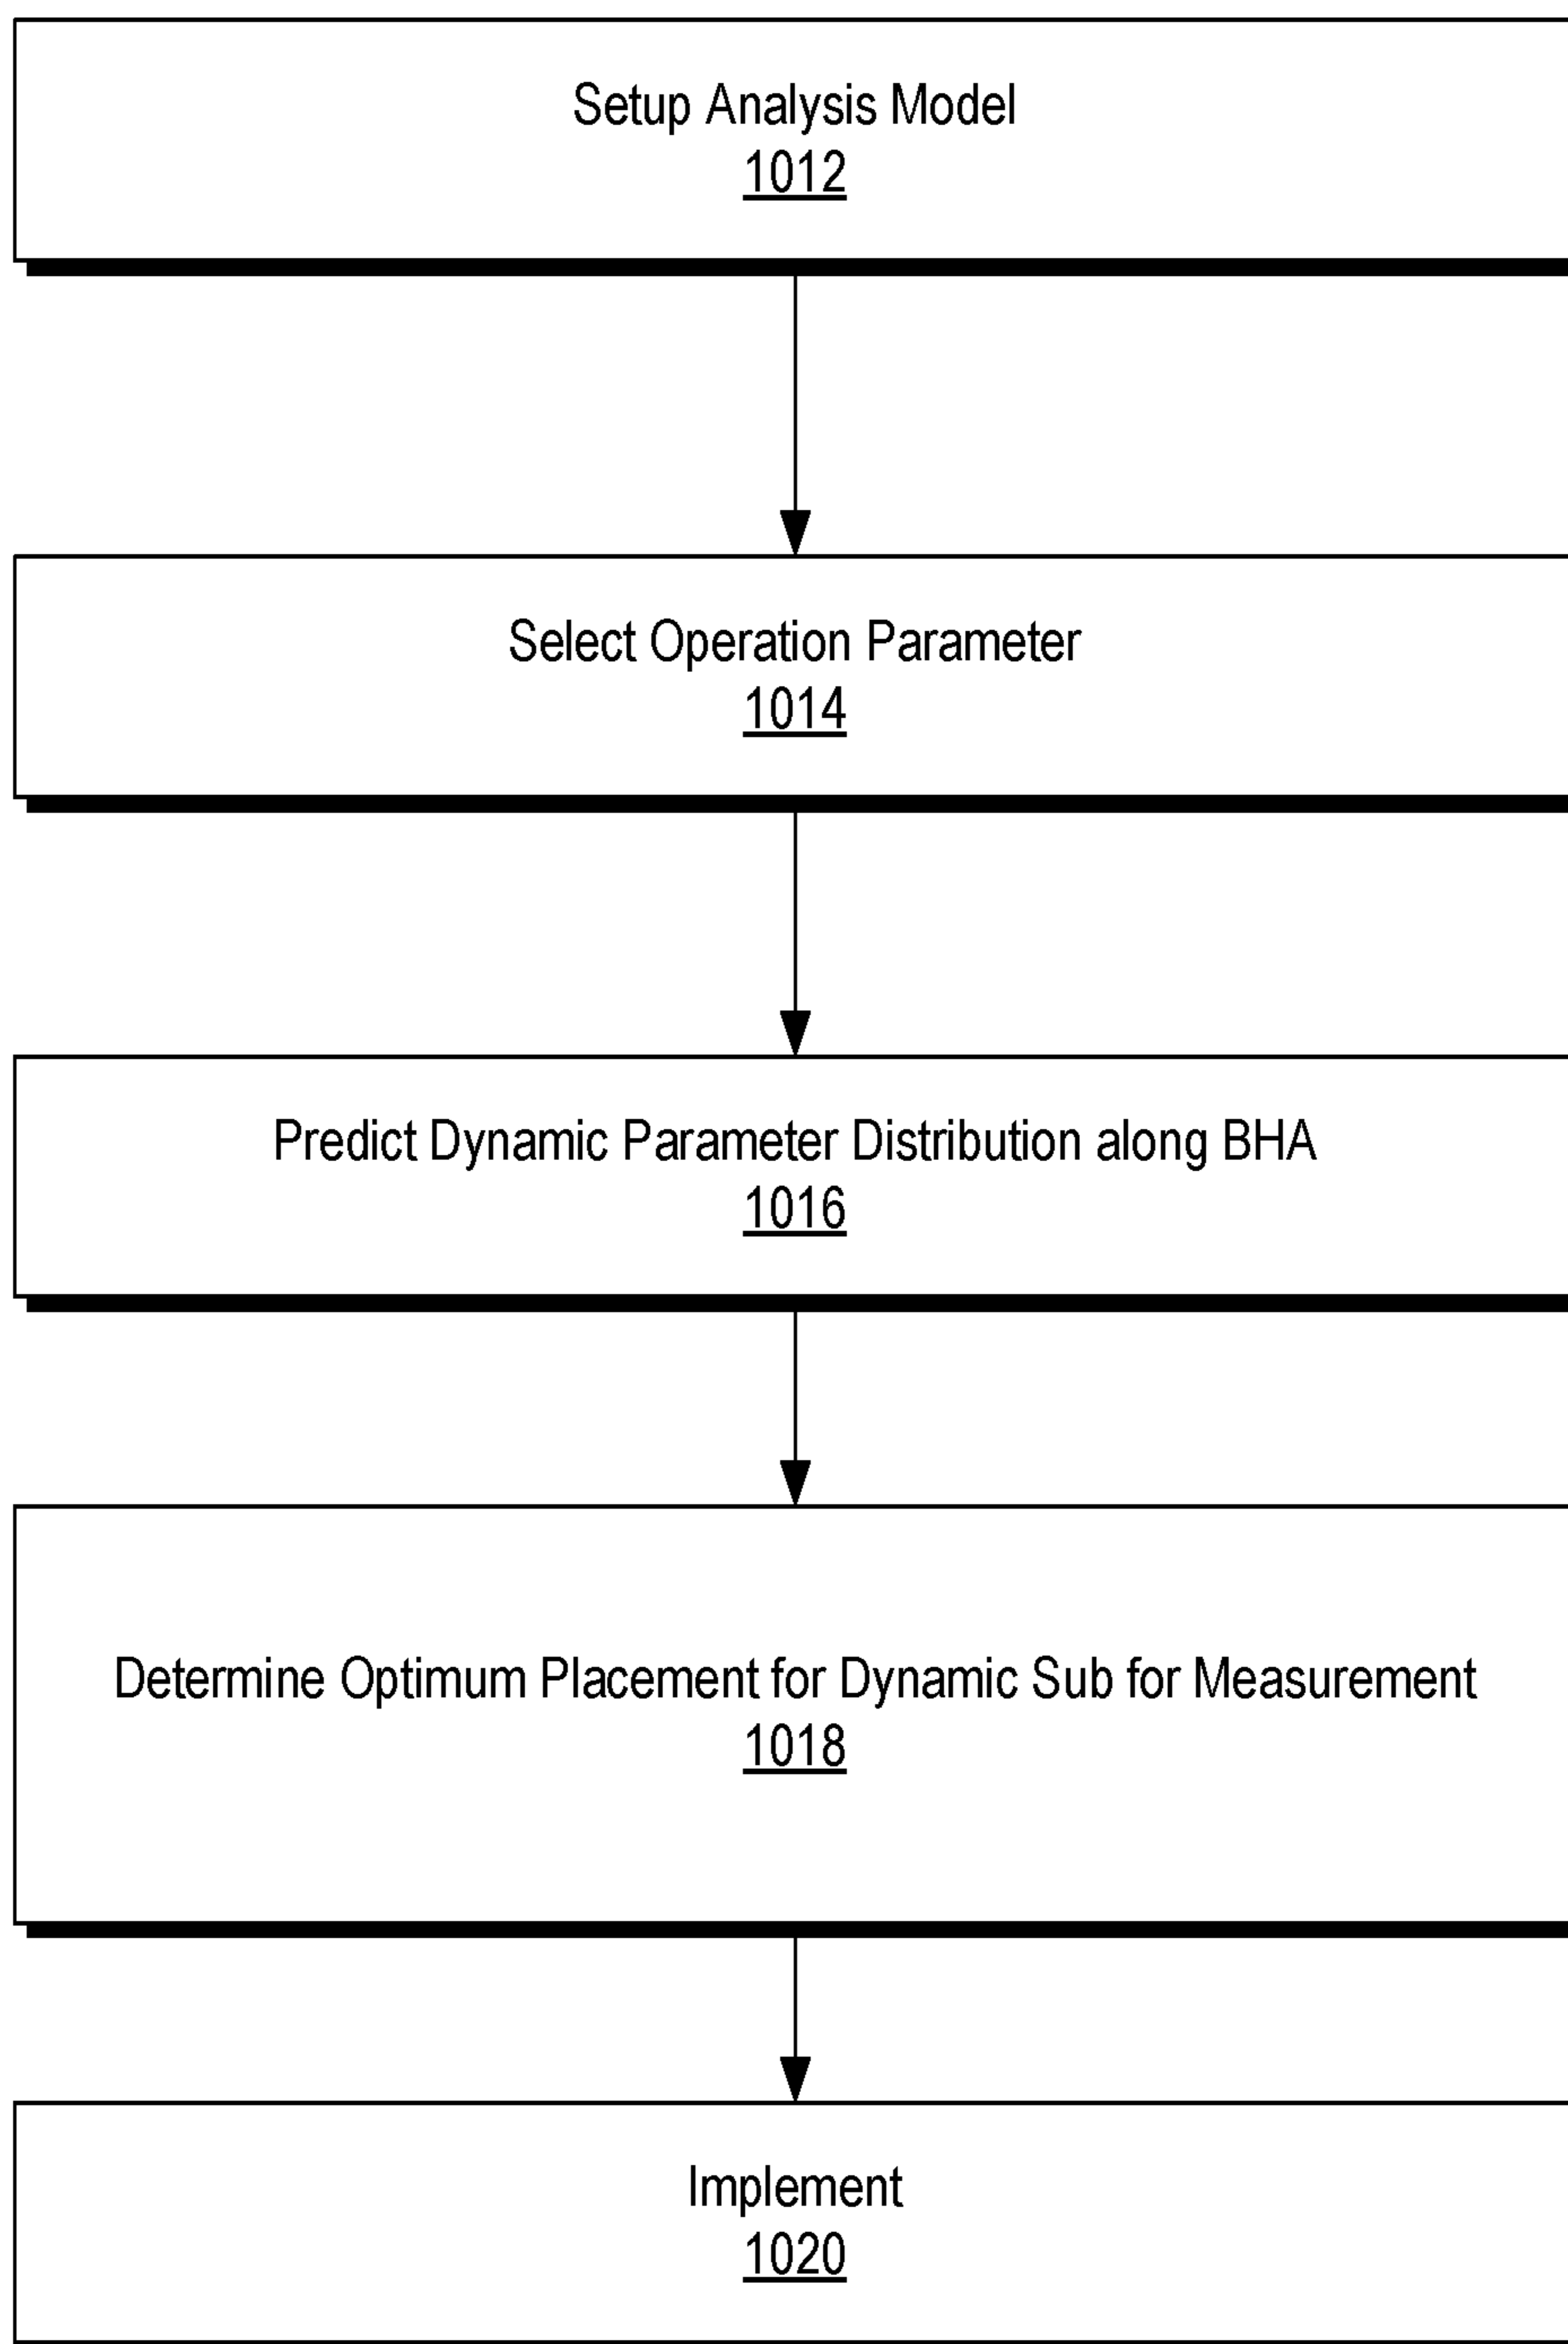 Setup Analysis Model
1012
Select Operation Parameter
1014
Predict Dynamic Parameter Distribution along BHA
1016
Determine Optimum Placement for Dynamic Sub for Measurement
1018
Implement
1020